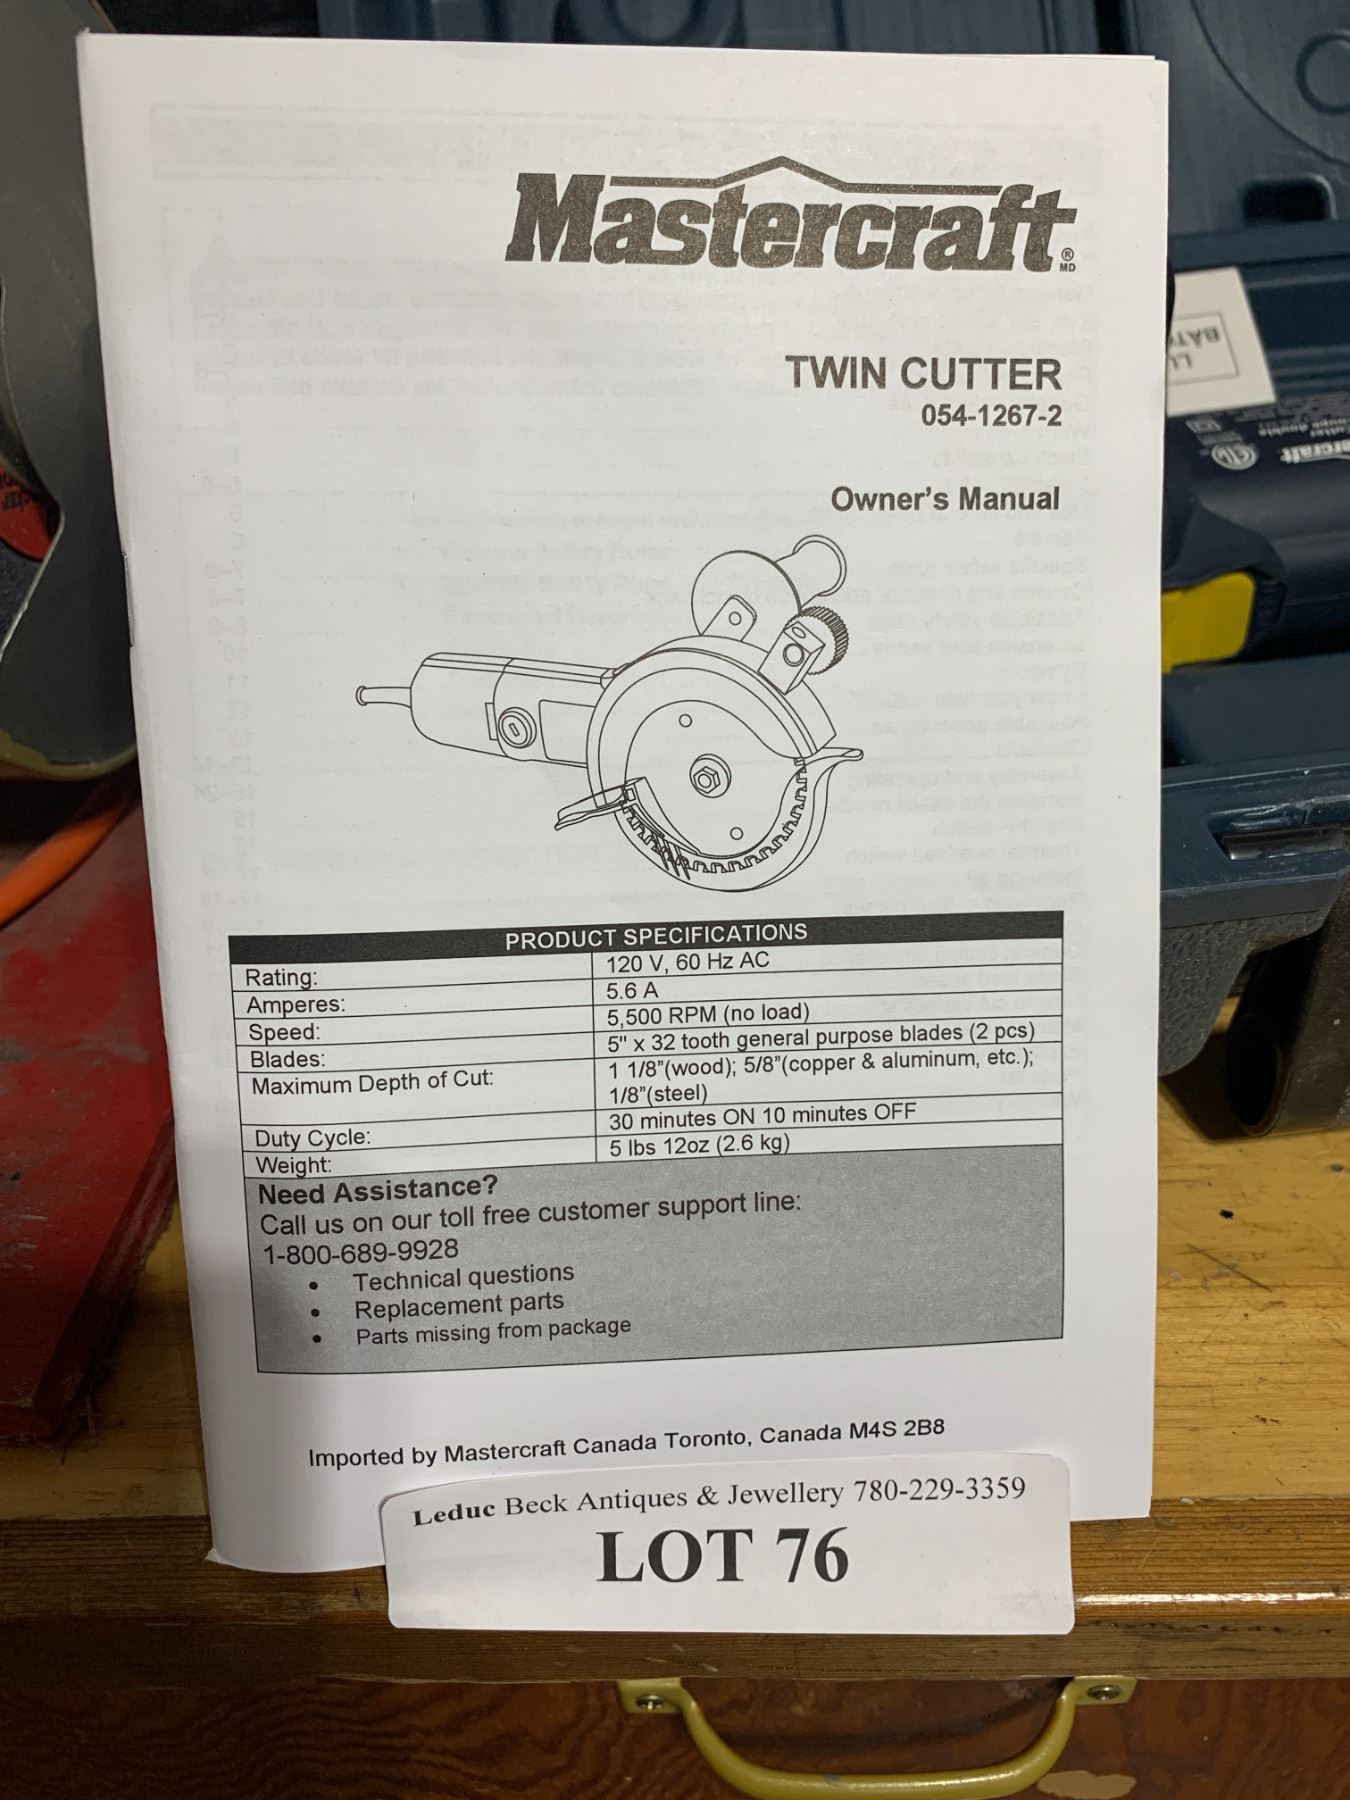 Mastercraft®
MD
TWIN CUTTER
054-1267-2
Owner's Manual
PRODUCT SPECIFICATIONS
Rating: 120 V, 60 Hz AC
Amperes: 5.6 A
Speed: 5,500 RPM (no load)
Blades: 5" x 32 tooth general purpose blades (2 pcs)
Maximum Depth of Cut: 1 1/8"(wood); 5/8"(copper & aluminum, etc.);
1/8"(steel)
Duty Cycle: 30 minutes ON 10 minutes OFF
Weight: 5 lbs 12oz (2.6 kg)
Need Assistance?
Call us on our toll free customer support line:
1-800-689-9928
• Technical questions
• Replacement parts
• Parts missing from package
Imported by Mastercraft Canada Toronto, Canada M4S 2B8
Leduc Beck Antiques & Jewellery 780-229-3359
LOT 76